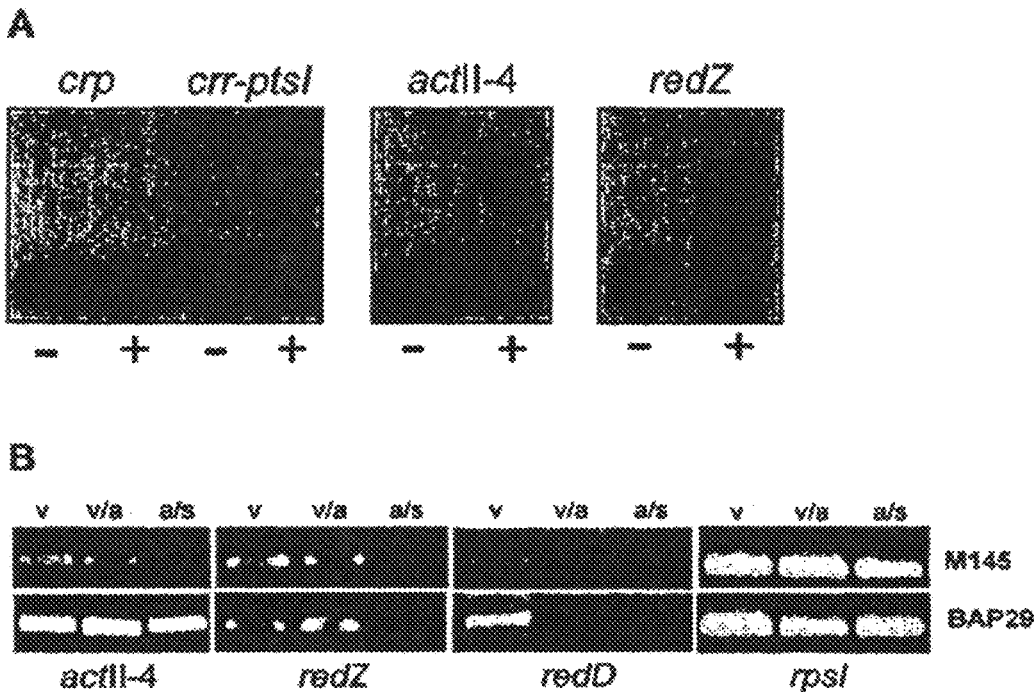 A
crp crr-ptsI actII-4 redZ
- + - + - + - +
B
v v/a a/s v v/a a/s v v/a a/s v v/a a/s
M145
BAP29
actII-4 redZ redD rpsI